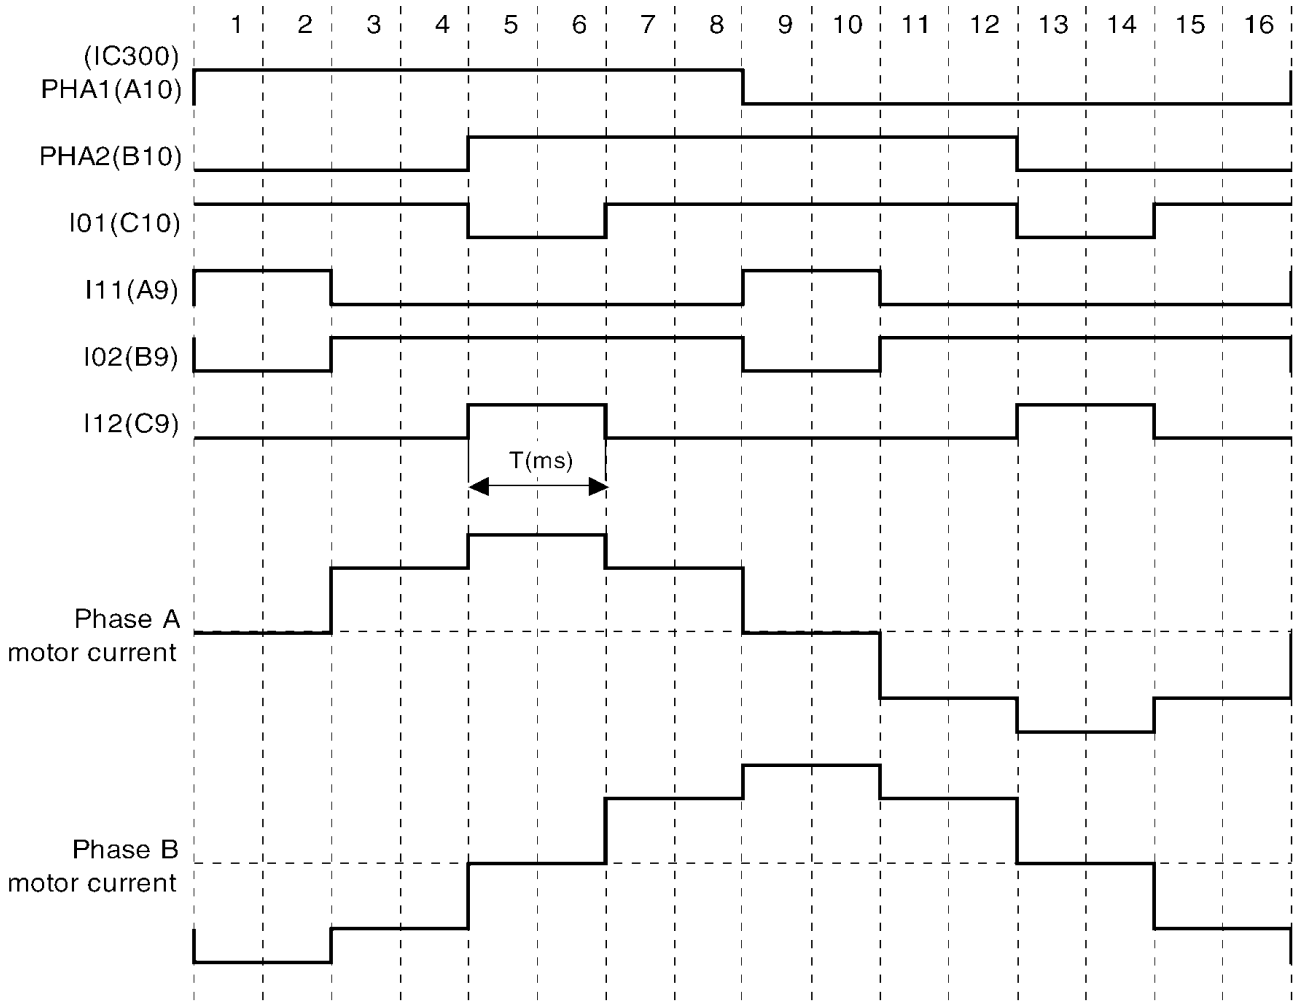 1 2 3 4 5 6 7 8 9 10 11 12 13 14 15 16
(IC300)
PHA1(A10)
PHA2(B10)
I01(C10)
I11(A9)
I02(B9)
I12(C9)
T(ms)
Phase A
motor current
Phase B
motor current